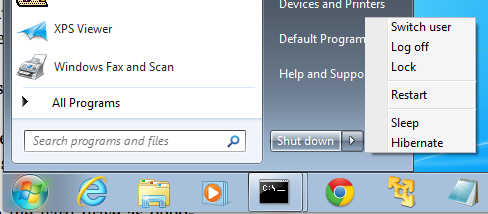 Devices and Printers
XPS Viewer
Default Program
Windows Fax and Scan
Help and Suppo
All Programs
Search programs and files
Shut down
Switch user
Log off
Lock
Restart
Sleep
Hibernate
C:\_